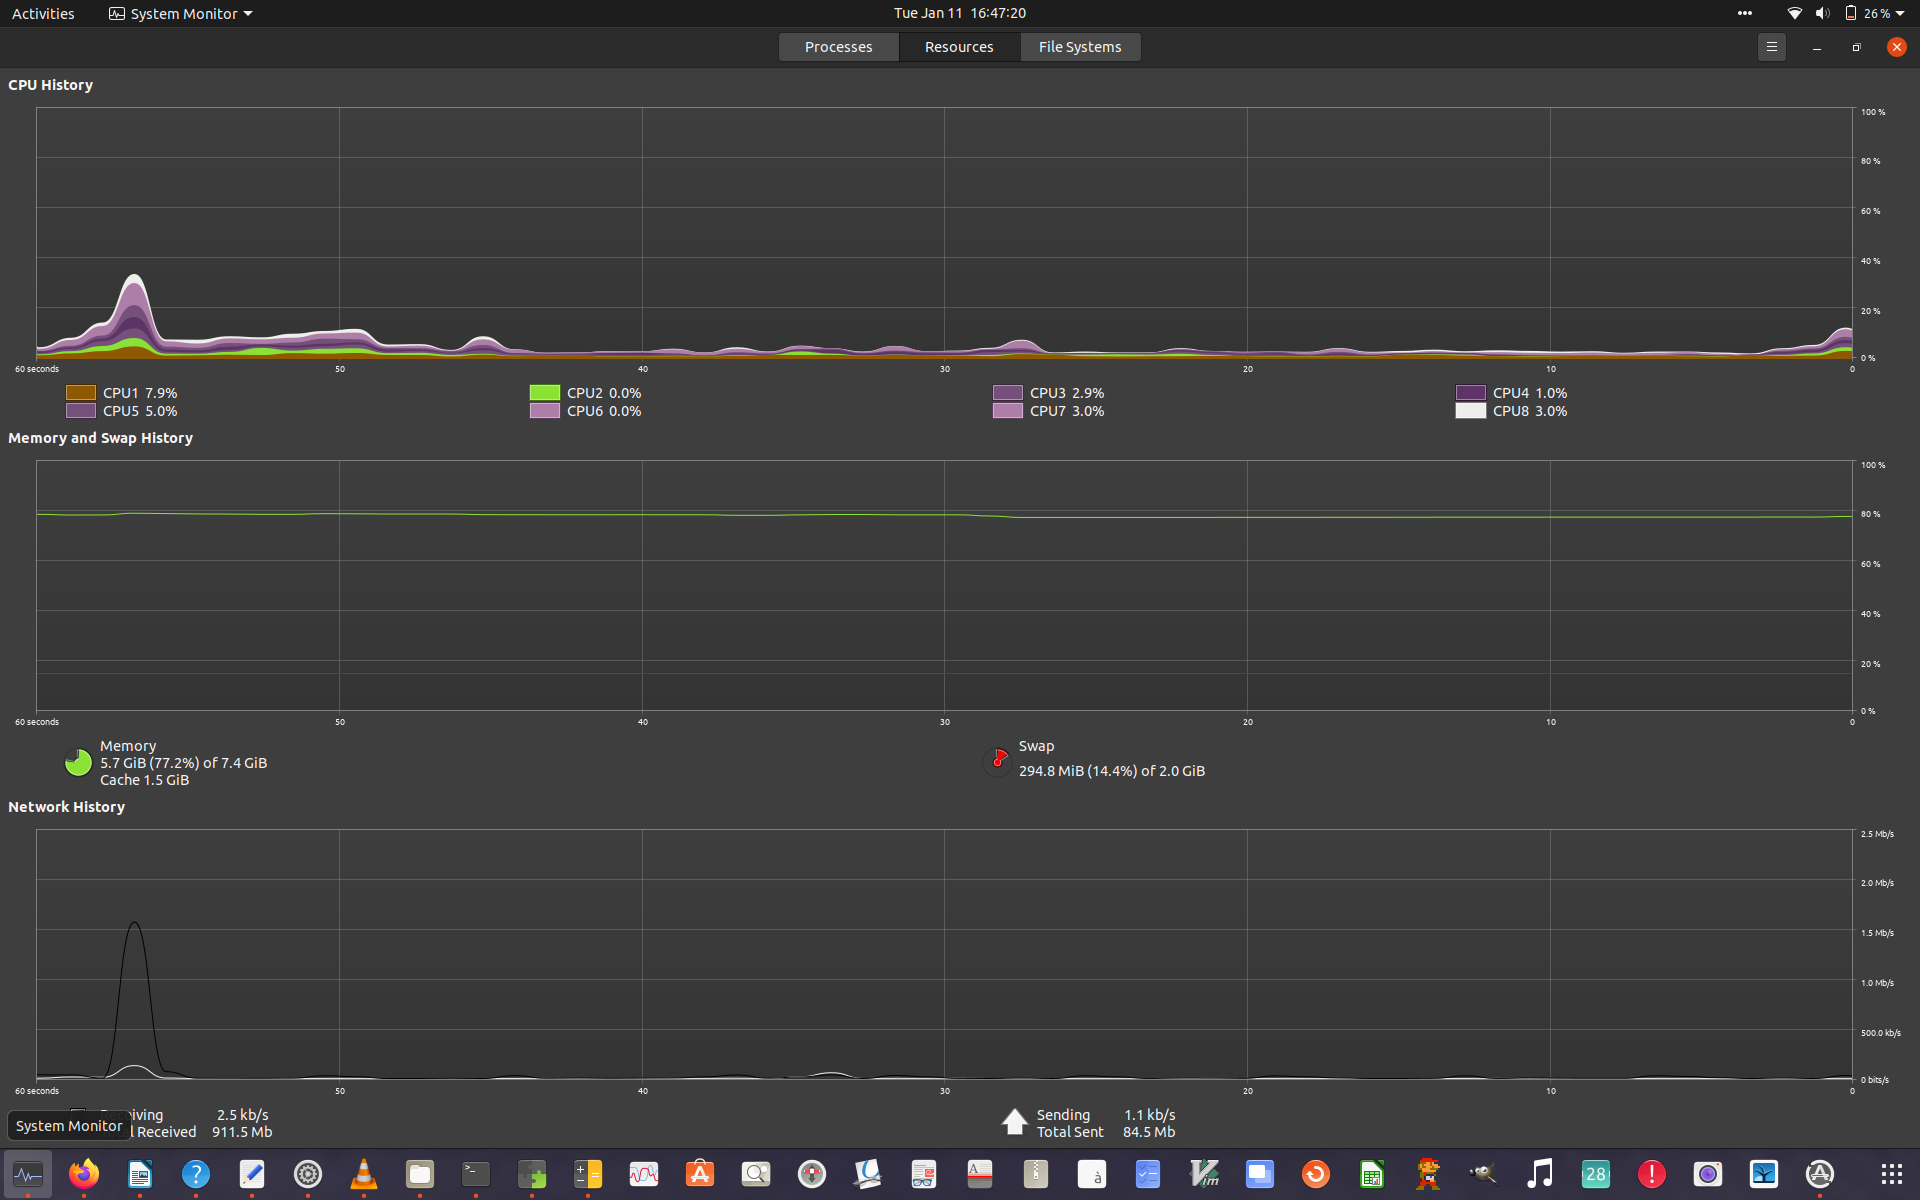 Activities System Monitor Tue Jan 11 16:47:20 26 %
Processes Resources File Systems
CPU History
100 %
80 %
60 %
40 %
20 %
0 %
60 seconds 50 40 30 20 10 0
CPU1 7.9% CPU2 0.0% CPU3 2.9% CPU4 1.0%
CPU5 5.0% CPU6 0.0% CPU7 3.0% CPU8 3.0%
Memory and Swap History
100 %
80 %
60 %
40 %
20 %
0 %
60 seconds 50 40 30 20 10 0
Memory
5.7 GiB (77.2%) of 7.4 GiB
Cache 1.5 GiB
Swap
294.8 MiB (14.4%) of 2.0 GiB
Network History
2.5 Mb/s
2.0 Mb/s
1.5 Mb/s
1.0 Mb/s
500.0 kb/s
0 bits/s
60 seconds 50 40 30 20 10 0
iving 2.5 kb/s Sending 1.1 kb/s
Received 911.5 Mb Total Sent 84.5 Mb
System Monitor
28